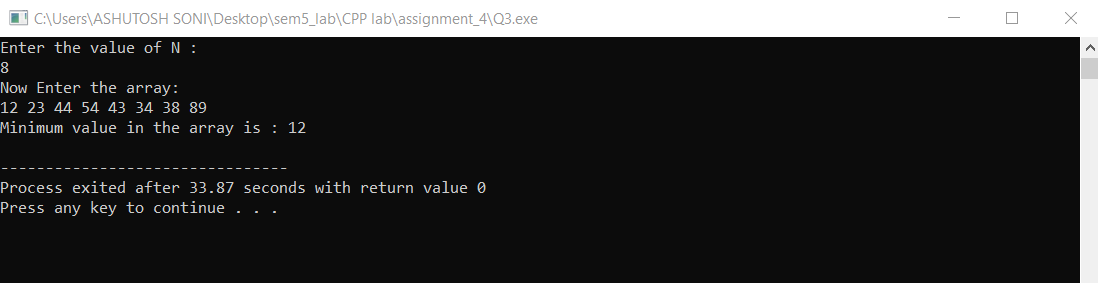 C:\Users\ASHUTOSH SONI\Desktop\sem5_lab\CPP lab\assignment_4\Q3.exe
Enter the value of N :
8
Now Enter the array:
12 23 44 54 43 34 38 89
Minimum value in the array is : 12
--------------------------------
Process exited after 33.87 seconds with return value 0
Press any key to continue . . .